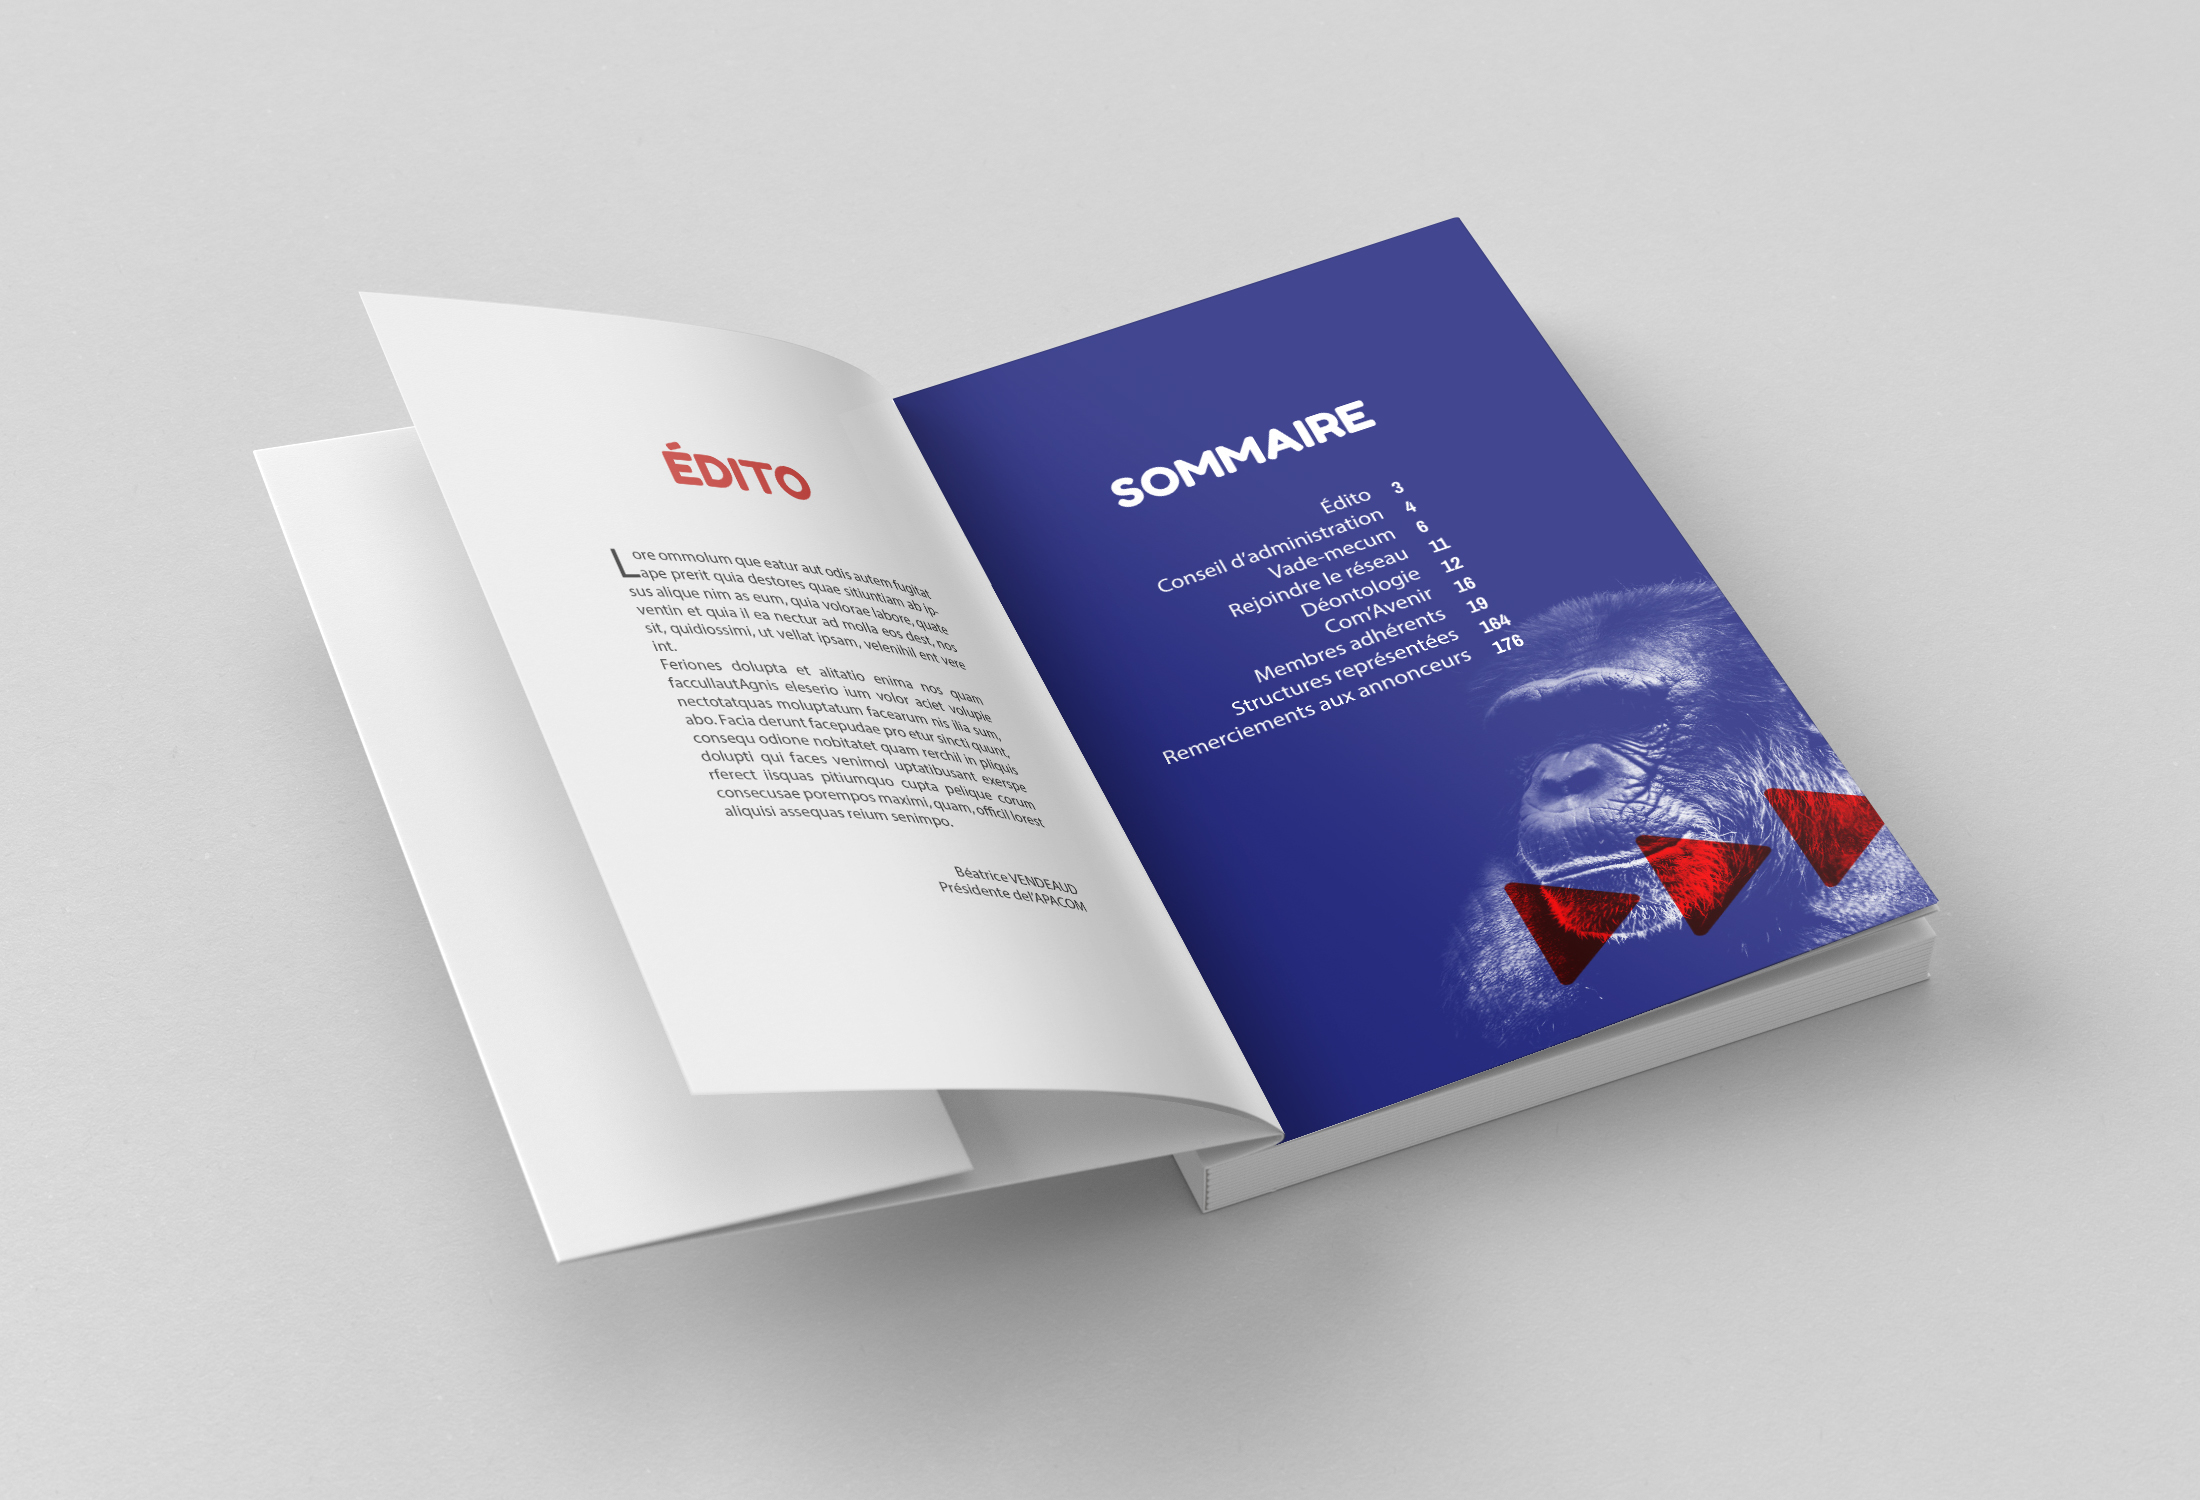 ÉDITO
Lore ommolum que eatur aut odis autem fugitat
ape prerit quia destores quae sitiuntiam ab ip-
sus alique nim as eum, quia volorae labore, quate
ventin et quia il ea nectur ad molla eos dest, nos
sit, quidiossimi, ut vellat ipsam, velenihil ent vere
int.
Feriones dolupta et alitatio enima nos quam
faccullautAgnis eleserio ium volor aciet volupie
nectotatquas moluptatum facearum nis ilia sum,
abo. Facia derunt facepudae pro etur sincti quunt,
consequ odione nobitatet quam rerchil in pliquis
dolupti qui faces venimol uptatibusant exerspe
rferect iisquas pitiumquo cupta pelique corum
consecusae porempos maximi, quam, officil lorest
aliquisi assequas reium senimpo.
Béatrice VENDEAUD
Présidente del'APACOM
SOMMAIRE
Édito 3
Conseil d'administration 4
Vade-mecum 6
Rejoindre le réseau 11
Déontologie 12
Com'Avenir 16
Membres adhérents 19
Structures représentées 164
Remerciements aux annonceurs 176